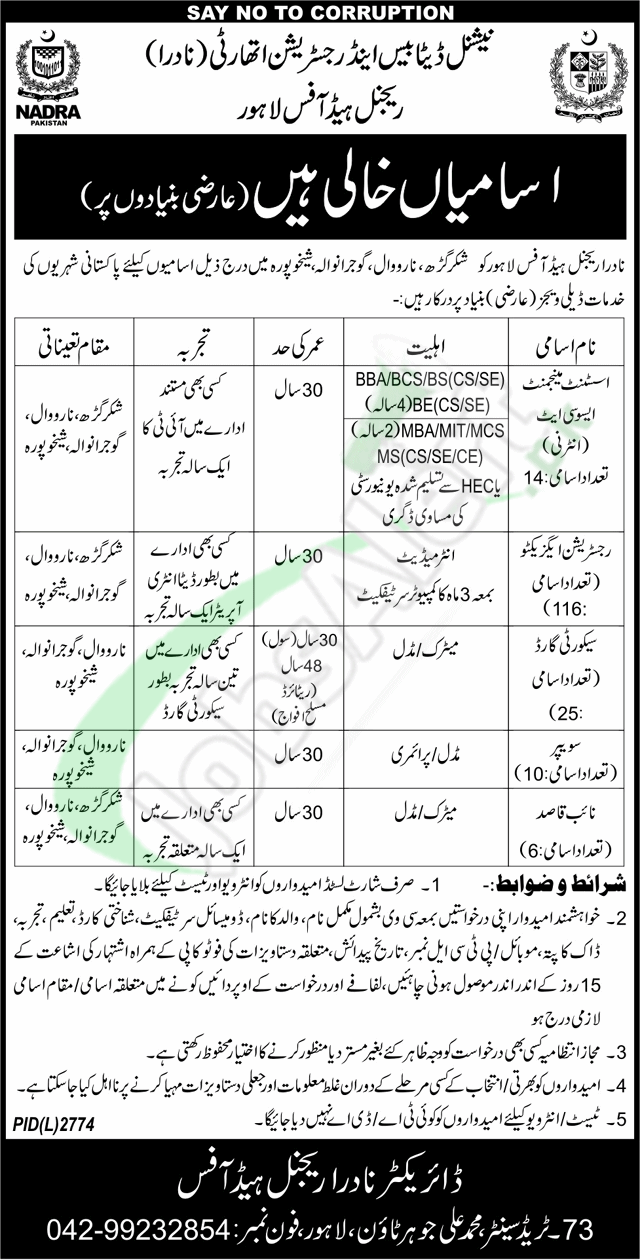 SAY NO TO CORRUPTION
نیشنل ڈیٹا بیس اینڈ رجسٹریشن اتھارٹی (نادرا)
ریجنل ہیڈ آفس لاہور
NADRA
PAKISTAN
اسامیاں خالی ہیں (عارضی بنیادوں پر)
نادرا ریجنل ہیڈ آفس لاہور کو شکرگڑھ، نارووال، گوجرانوالہ، شیخوپورہ میں درج ذیل اسامیوں کیلئے پاکستانی شہریوں کی
خدمات ڈیلی ویجز (عارضی) بنیاد پر درکار ہیں:-
نام اسامی اہلیت عمر کی حد تجربہ مقام تعیناتی
اسسٹنٹ مینجمنٹ
ایسوسی ایٹ
(انٹرنی)
تعداد اسامی: 14
BBA/BCS/BS(CS/SE)
BE(CS/SE)(4 سالہ)
MBA/MIT/MCS(2 سالہ)
MS(CS/SE/CE)
یا HEC سے تسلیم شدہ یونیورسٹی
کی مساوی ڈگری
30 سال
کسی بھی مستند
ادارے میں آئی ٹی کا
ایک سالہ تجربہ
شکرگڑھ، نارووال،
گوجرانوالہ، شیخوپورہ
رجسٹریشن ایگزیکٹو
(تعداد اسامی
:116)
انٹرمیڈیٹ
بمعہ 3 ماہ کا کمپیوٹر سرٹیفکیٹ
30 سال
کسی بھی ادارے
میں بطور ڈیٹا انٹری
آپریٹر ایک سالہ تجربہ
شکرگڑھ، نارووال،
گوجرانوالہ، شیخوپورہ
سیکورٹی گارڈ
(تعداد اسامی
:25)
میٹرک/مڈل
30 سال (سول)
48 سال
(ریٹائرڈ
مسلح افواج)
کسی بھی ادارے میں
تین سالہ تجربہ بطور
سیکورٹی گارڈ
نارووال، گوجرانوالہ،
شیخوپورہ
سویپر
(تعداد اسامی: 10)
مڈل/پرائمری
30 سال
نارووال، گوجرانوالہ،
شیخوپورہ
نائب قاصد
(تعداد اسامی: 6)
میٹرک/مڈل
30 سال
کسی بھی ادارے میں
ایک سالہ متعلقہ تجربہ
شکرگڑھ، نارووال،
گوجرانوالہ، شیخوپورہ
شرائط و ضوابط:- 1۔ صرف شارٹ لسٹڈ امیدواروں کو انٹرویو اور ٹیسٹ کیلئے بلایا جائیگا۔
2۔ خواہشمند امیدوار اپنی درخواستیں بمعہ سی وی بشمول مکمل نام، والد کا نام، ڈومیسائل سرٹیفکیٹ، شناختی کارڈ، تعلیم، تجربہ،
ڈاک کا پتہ، موبائل/پی ٹی سی ایل نمبر، تاریخ پیدائش، متعلقہ دستاویزات کی فوٹو کاپی کے ہمراہ اشتہار کی اشاعت کے
15 روز کے اندر اندر موصول ہونی چاہئیں، لفافے اور درخواست کے اوپر دائیں کونے میں متعلقہ اسامی/مقام اسامی
لازمی درج ہو
3۔ مجاز انتظامیہ کسی بھی درخواست کو وجہ ظاہر کئے بغیر مسترد یا منظور کرنے کا اختیار محفوظ رکھتی ہے۔
4۔ امیدواروں کو بھرتی/انتخاب کے کسی مرحلے کے دوران غلط معلومات اور جعلی دستاویزات مہیا کرنے پر نااہل کیا جا سکتا ہے۔
5۔ ٹیسٹ/انٹرویو کیلئے امیدواروں کو کوئی ٹی اے/ڈی اے نہیں دیا جائیگا۔
PID(L)2774
ڈائریکٹر نادرا ریجنل ہیڈ آفس
73۔ ٹریڈ سینٹر، محمد علی جوہر ٹاؤن، لاہور، فون نمبر: 042-99232854
JobsAlert.pk